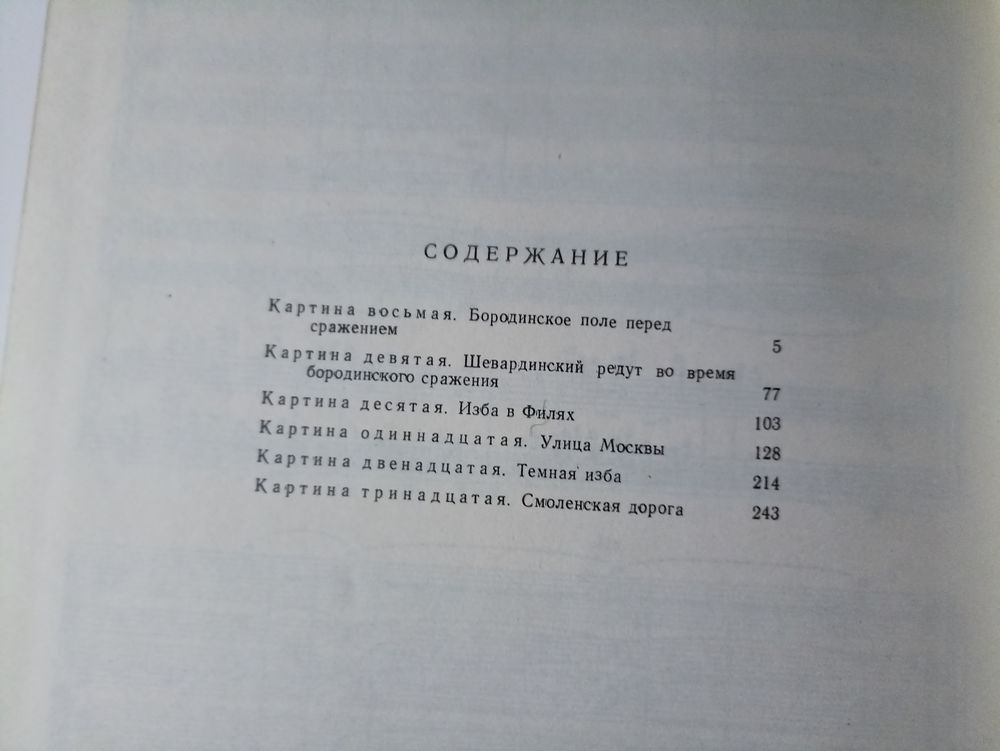 СОДЕРЖАНИЕ
Картина восьмая. Бородинское поле перед
сражением 5
Картина девятая. Шевардинский редут во время
бородинского сражения 77
Картина десятая. Изба в Филях 103
Картина одиннадцатая. Улица Москвы 128
Картина двенадцатая. Темная изба 214
Картина тринадцатая. Смоленская дорога 243